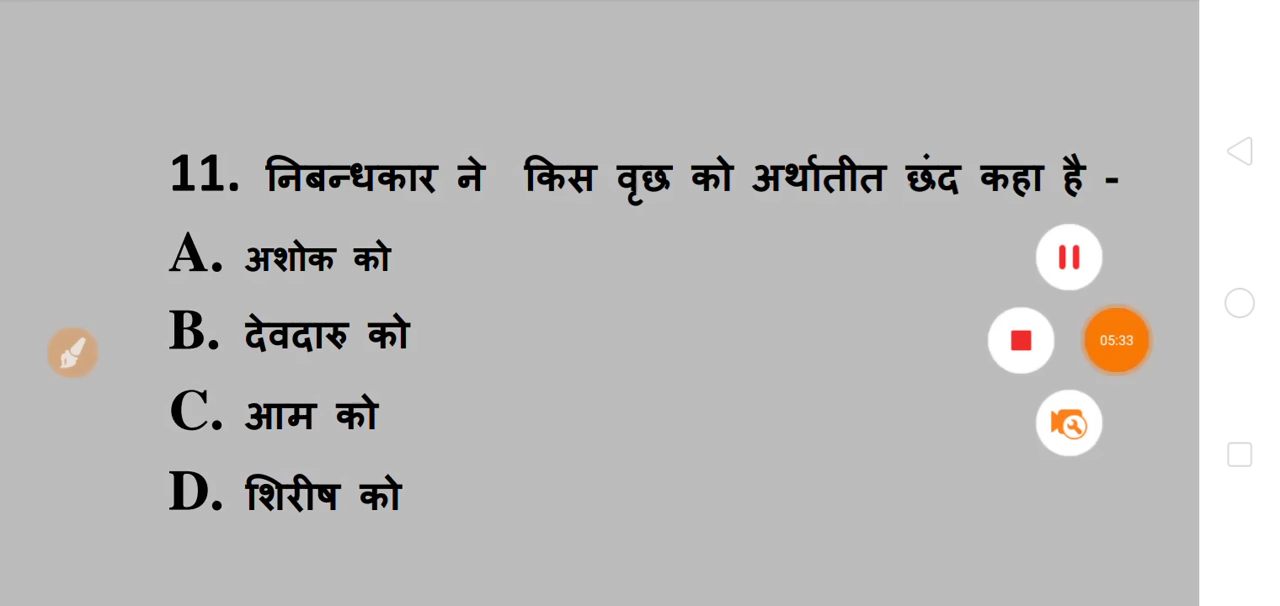 11. निबन्धकार ने किस वृछ को अर्थातीत छंद कहा है -
A. अशोक को
B. देवदारु को
05:33
C. आम को
D. शिरीष को